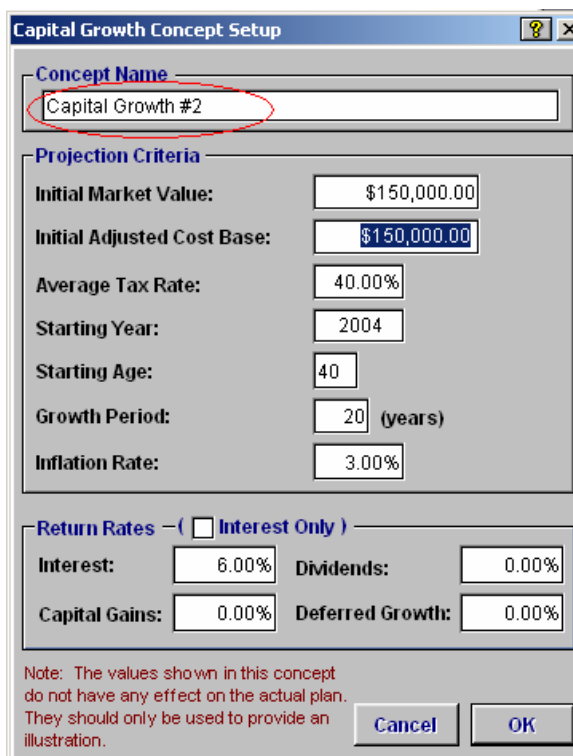 Capital Growth Concept Setup
Concept Name
Capital Growth #2
Projection Criteria
Initial Market Value: $150,000.00
Initial Adjusted Cost Base: $150,000.00
Average Tax Rate: 40.00%
Starting Year: 2004
Starting Age: 40
Growth Period: 20 (years)
Inflation Rate: 3.00%
Return Rates ( Interest Only )
Interest: 6.00% Dividends: 0.00%
Capital Gains: 0.00% Deferred Growth: 0.00%
Note: The values shown in this concept
do not have any effect on the actual plan.
They should only be used to provide an
illustration.
Cancel OK